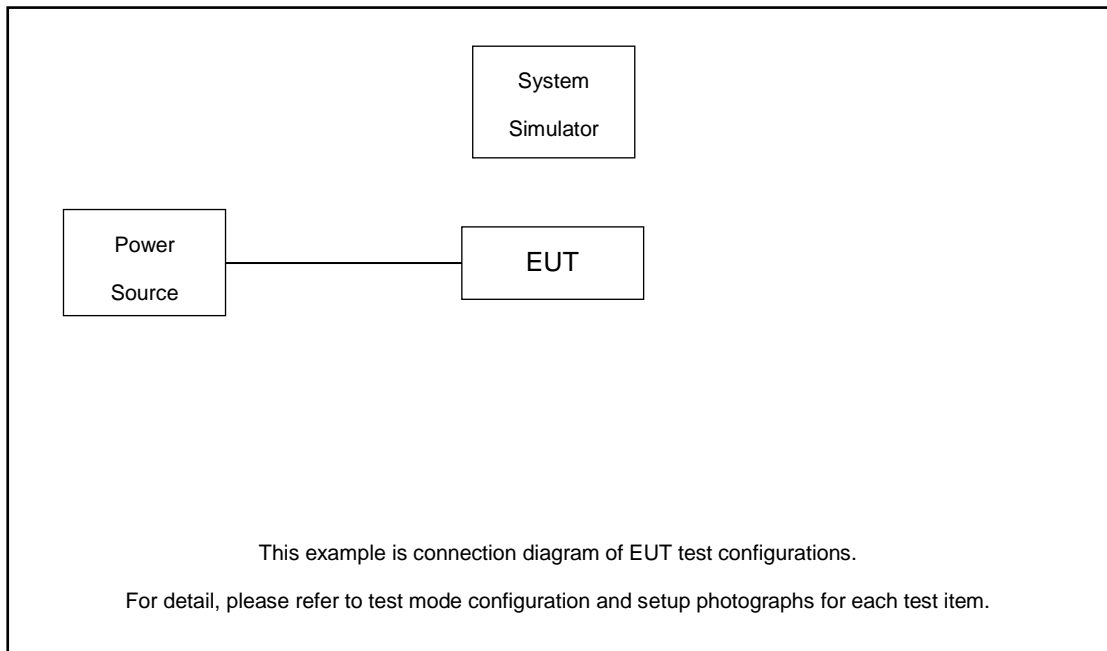 System
Simulator
Power
Source
EUT
This example is connection diagram of EUT test configurations.
For detail, please refer to test mode configuration and setup photographs for each test item.